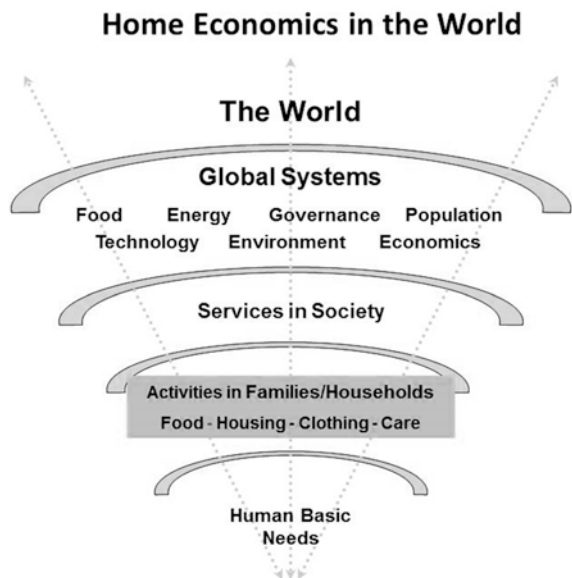 Home Economics in the World
The World
Global Systems
Food Energy Governance Population
Technology Environment Economics
Services in Society
Activities in Families/Households
Food - Housing - Clothing - Care
Human Basic
Needs